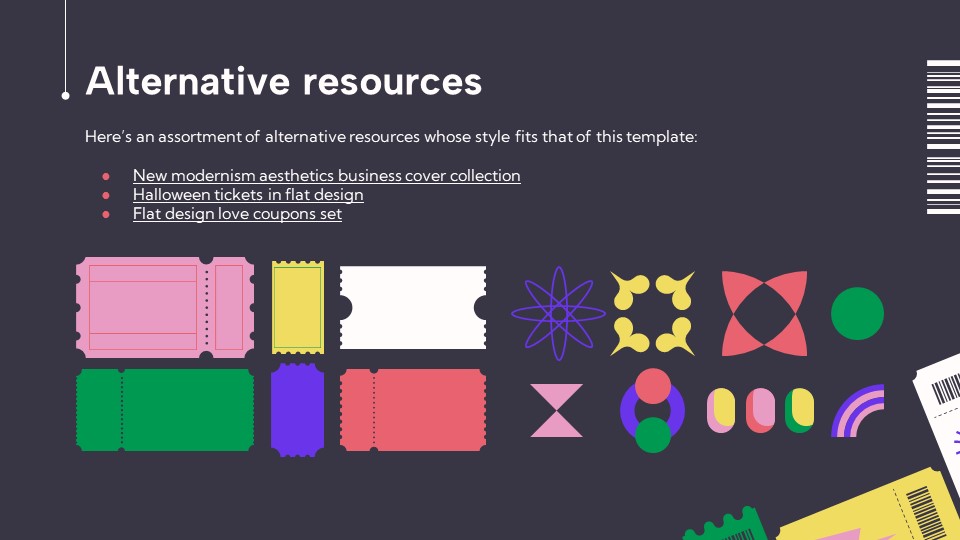 Alternative resources
Here’s an assortment of alternative resources whose style fits that of this template:
● New modernism aesthetics business cover collection
● Halloween tickets in flat design
● Flat design love coupons set